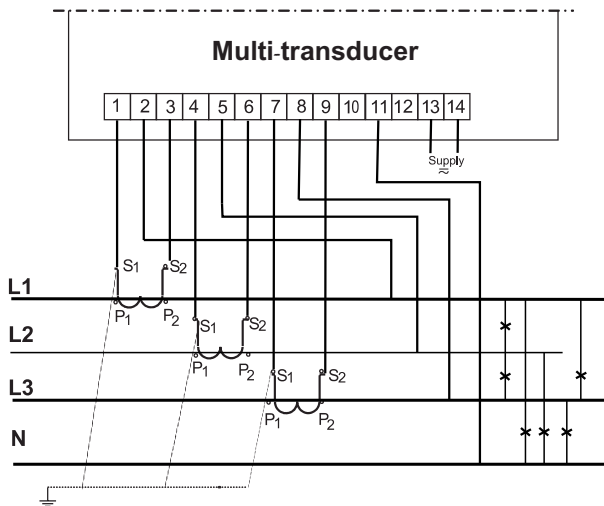 Multi-transducer
1 2 3 4 5 6 7 8 9 10 11 12 13 14
Supply
S1 S2
L1
P1 P2
S1 S2
L2
P1 P2
S1 S2
L3
P1 P2
N